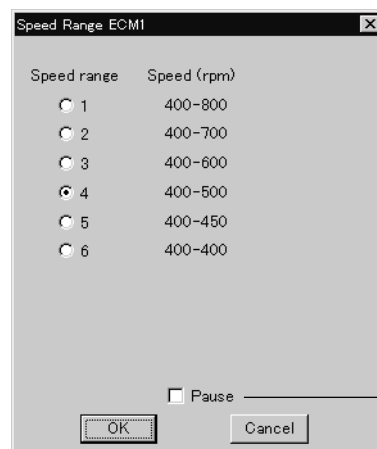 Speed Range ECM1
Speed range Speed (rpm)
1 400-800
2 400-700
3 400-600
4 400-500
5 400-450
6 400-400
Pause
OK Cancel